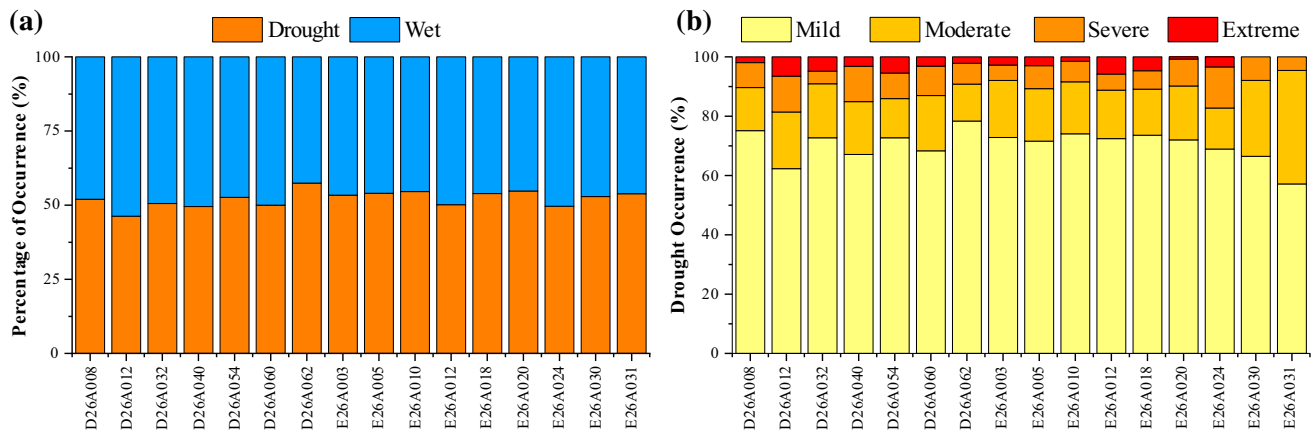 (a)
Drought Wet
Percentage of Occurrence (%)
100
75
50
25
0
D26A008
D26A012
D26A032
D26A040
D26A054
D26A060
D26A062
E26A003
E26A005
E26A010
E26A012
E26A018
E26A020
E26A024
E26A030
E26A031
(b)
Mild Moderate Severe Extreme
Drought Occurrence (%)
100
80
60
40
20
0
D26A008
D26A012
D26A032
D26A040
D26A054
D26A060
D26A062
E26A003
E26A005
E26A010
E26A012
E26A018
E26A020
E26A024
E26A030
E26A031